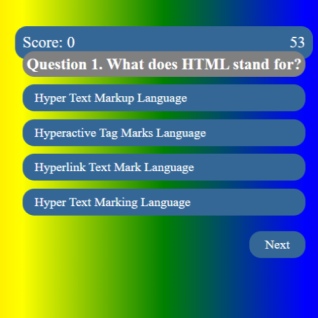 Score: 0 53
Question 1. What does HTML stand for?
Hyper Text Markup Language
Hyperactive Tag Marks Language
Hyperlink Text Mark Language
Hyper Text Marking Language
Next